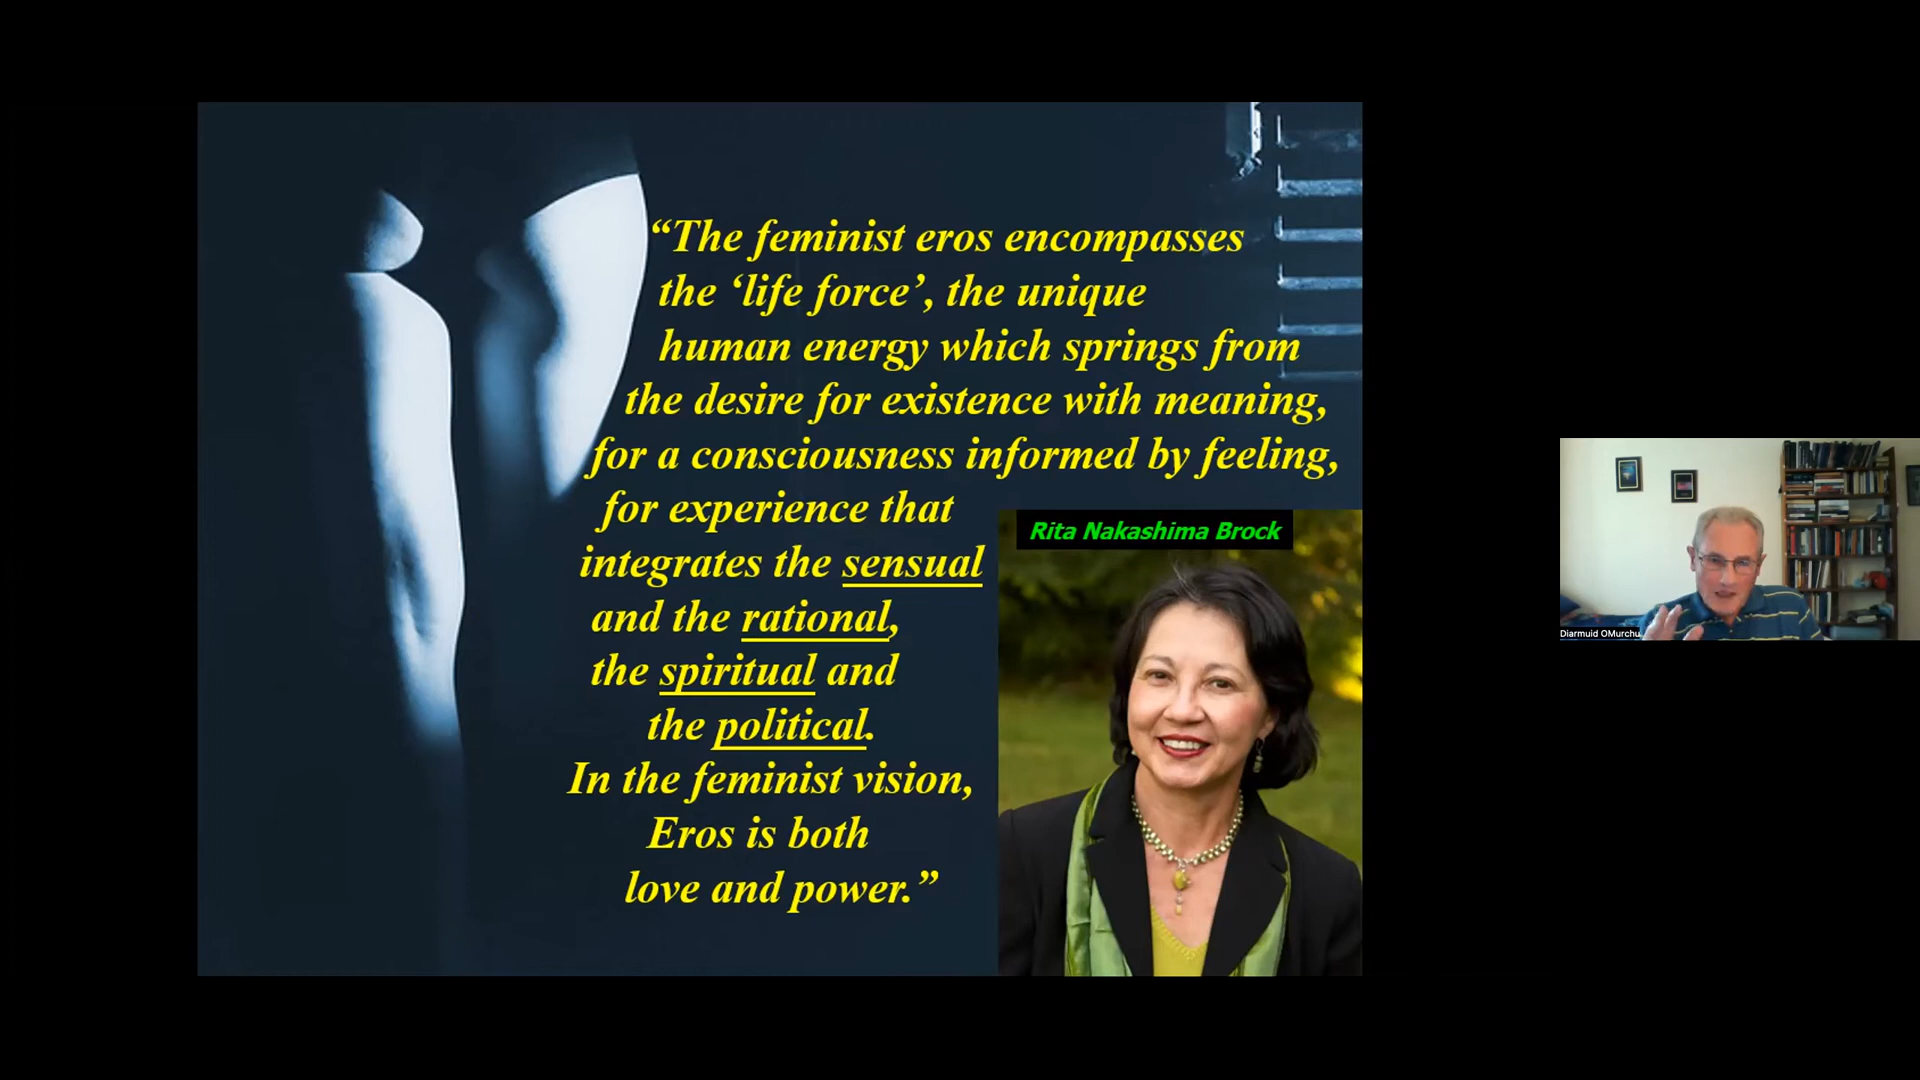 “The feminist eros encompasses
the ‘life force’, the unique
human energy which springs from
the desire for existence with meaning,
for a consciousness informed by feeling,
for experience that
integrates the sensual
and the rational,
the spiritual and
the political.
In the feminist vision,
Eros is both
love and power.”
Rita Nakashima Brock
Diarmuid OMurchu